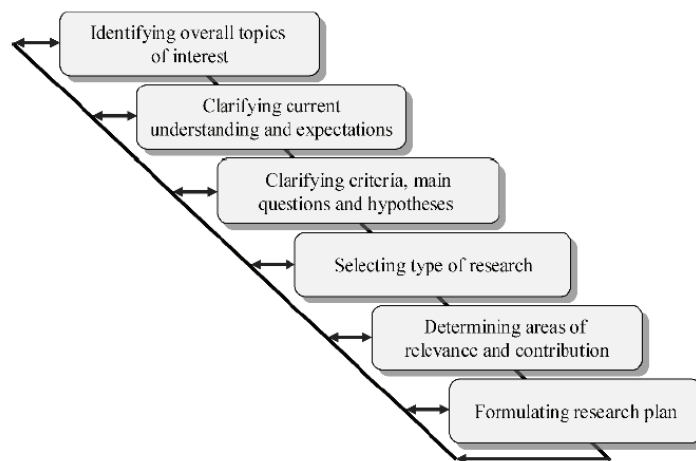 Identifying overall topics
of interest
Clarifying current
understanding and expectations
Clarifying criteria, main
questions and hypotheses
Selecting type of research
Determining areas of
relevance and contribution
Formulating research plan